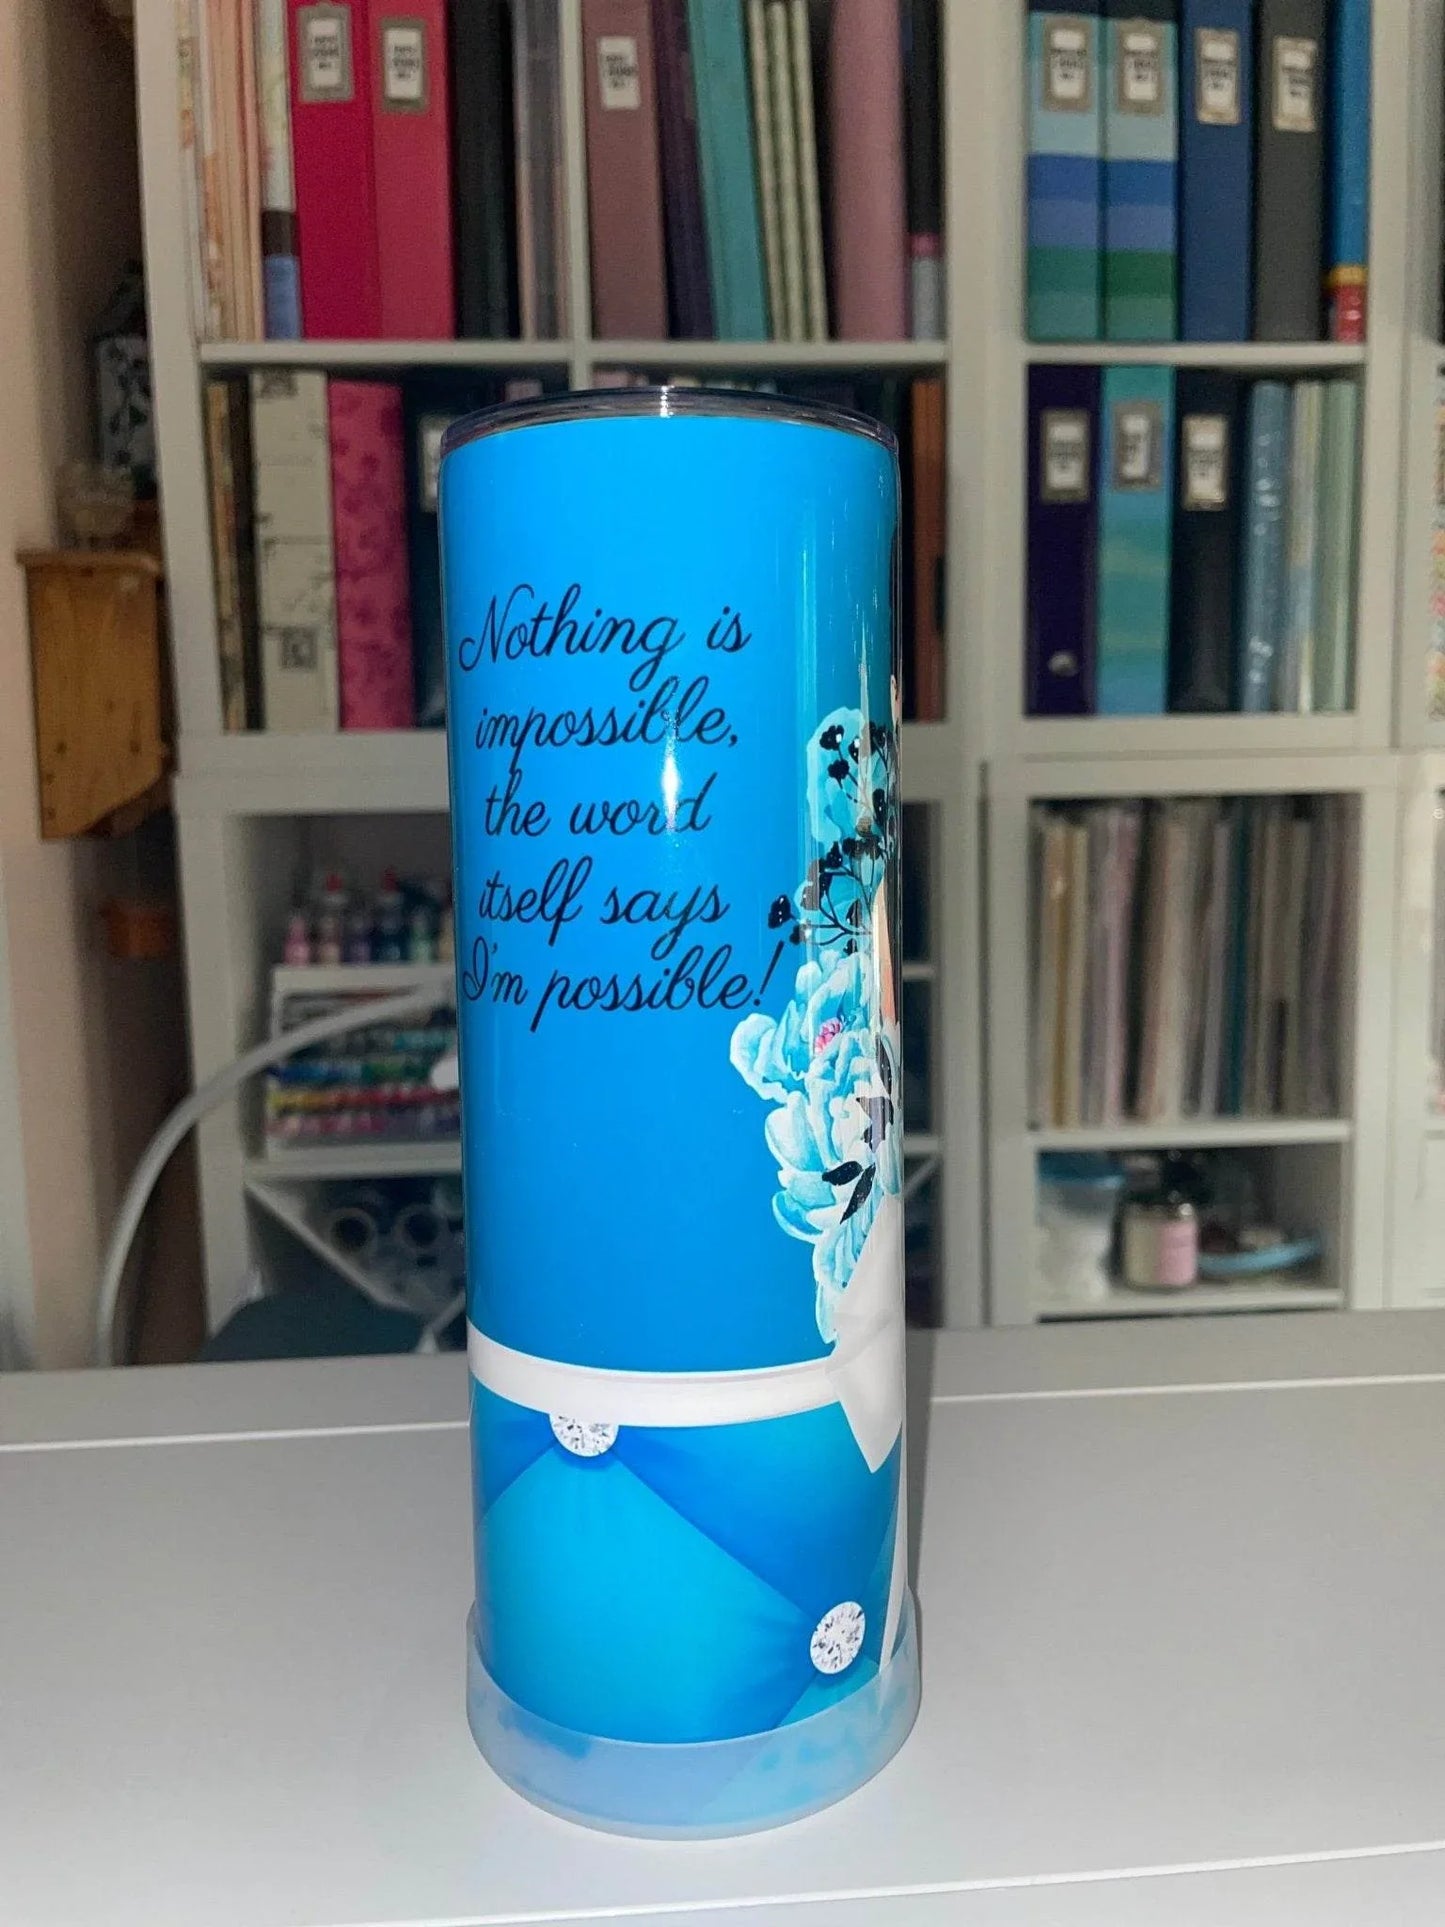 Nothing is
impossible,
the word
itself says
I'm possible!